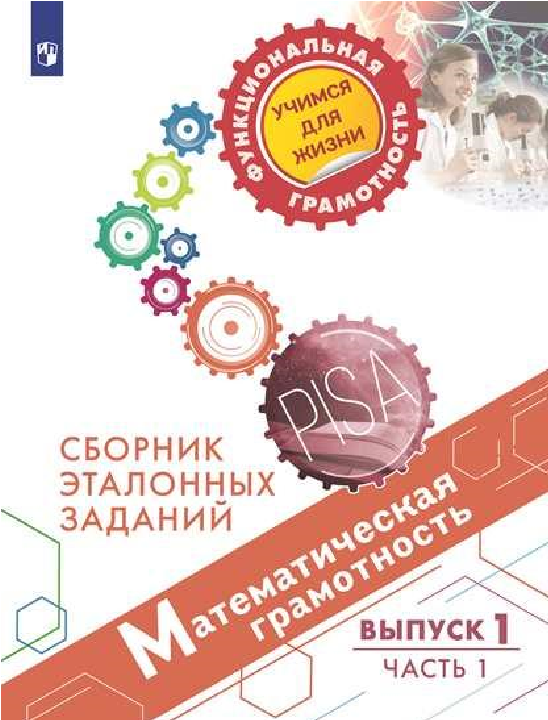 ФУНКЦИОНАЛЬНАЯ
УЧИМСЯ
ДЛЯ
ЖИЗНИ
ГРАМОТНОСТЬ
PISA
СБОРНИК
ЭТАЛОННЫХ
ЗАДАНИЙ
Математическая
грамотность
ВЫПУСК 1
ЧАСТЬ 1